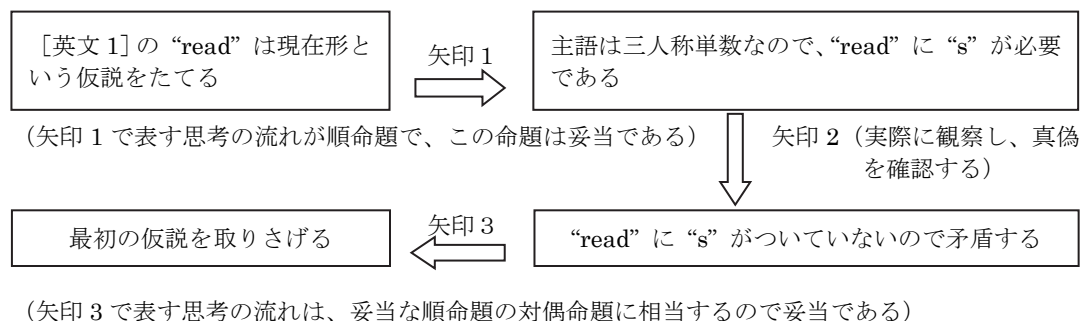 ［英文 1］の “read” は現在形と
いう仮説をたてる
矢印 1
主語は三人称単数なので、“read” に “s” が必要
である
（矢印 1 で表す思考の流れが順命題で、この命題は妥当である）
矢印 2（実際に観察し、真偽
を確認する）
最初の仮説を取りさげる
矢印 3
“read” に “s” がついていないので矛盾する
（矢印 3 で表す思考の流れは、妥当な順命題の対偶命題に相当するので妥当である）